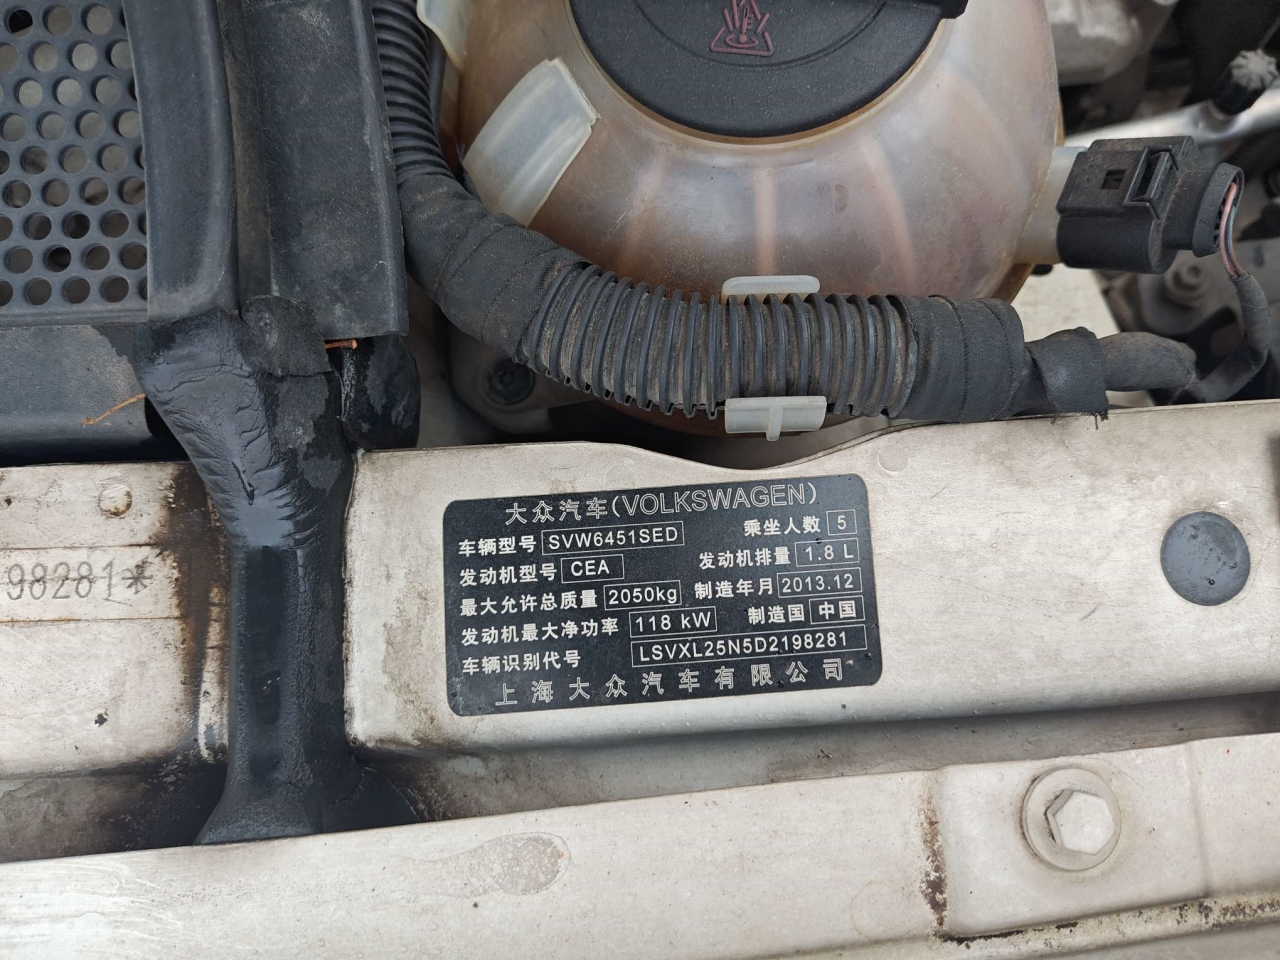 大众汽车(VOLKSWAGEN)
车辆型号 SVW6451SED 乘坐人数 5
发动机型号 CEA 发动机排量 1.8 L
最大允许总质量 2050kg 制造年月 2013.12
发动机最大净功率 118 kW 制造国 中国
车辆识别代号 LSVXL25N5D2198281
上海大众汽车有限公司
98281*